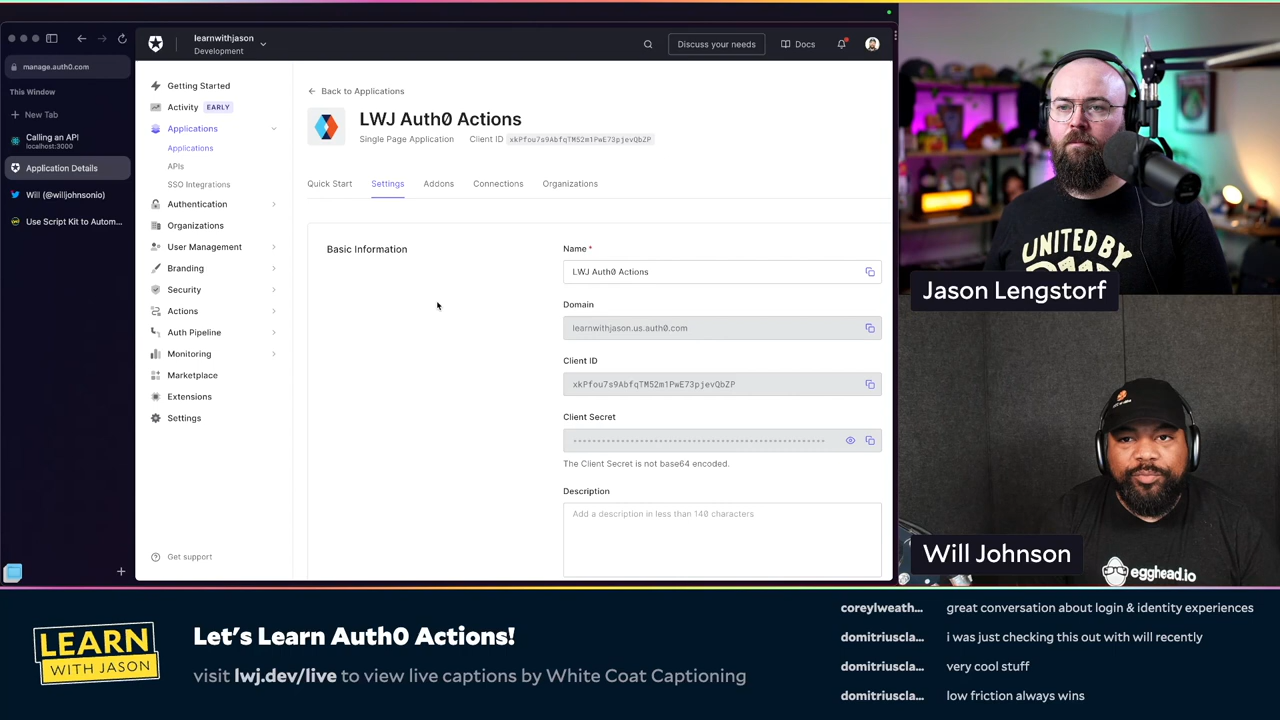 learnwithjason
Development
Discuss your needs
Docs
manage.auth0.com
This Window
New Tab
Calling an API
localhost:3000
Application Details
Will (@willjohnsonio)
Use Script Kit to Autom...
Getting Started
Activity EARLY
Applications
Applications
APIs
SSO Integrations
Authentication
Organizations
User Management
Branding
Security
Actions
Auth Pipeline
Monitoring
Marketplace
Extensions
Settings
Get support
Back to Applications
LWJ Auth0 Actions
Single Page Application Client ID xkPfou7s9AbfqTM52m1PwE73pjevQbZP
Quick Start Settings Addons Connections Organizations
Basic Information
Name *
LWJ Auth0 Actions
Domain
learnwithjason.us.auth0.com
Client ID
xkPfou7s9AbfqTM52m1PwE73pjevQbZP
Client Secret
The Client Secret is not base64 encoded.
Description
Add a description in less than 140 characters
UNITED BY
Jason Lengstorf
Will Johnson
egghead.io
LEARN
WITH JASON
Let's Learn Auth0 Actions!
visit lwj.dev/live to view live captions by White Coat Captioning
coreylweath... great conversation about login & identity experiences
domitriuscla... i was just checking this out with will recently
domitriuscla... very cool stuff
domitriuscla... low friction always wins